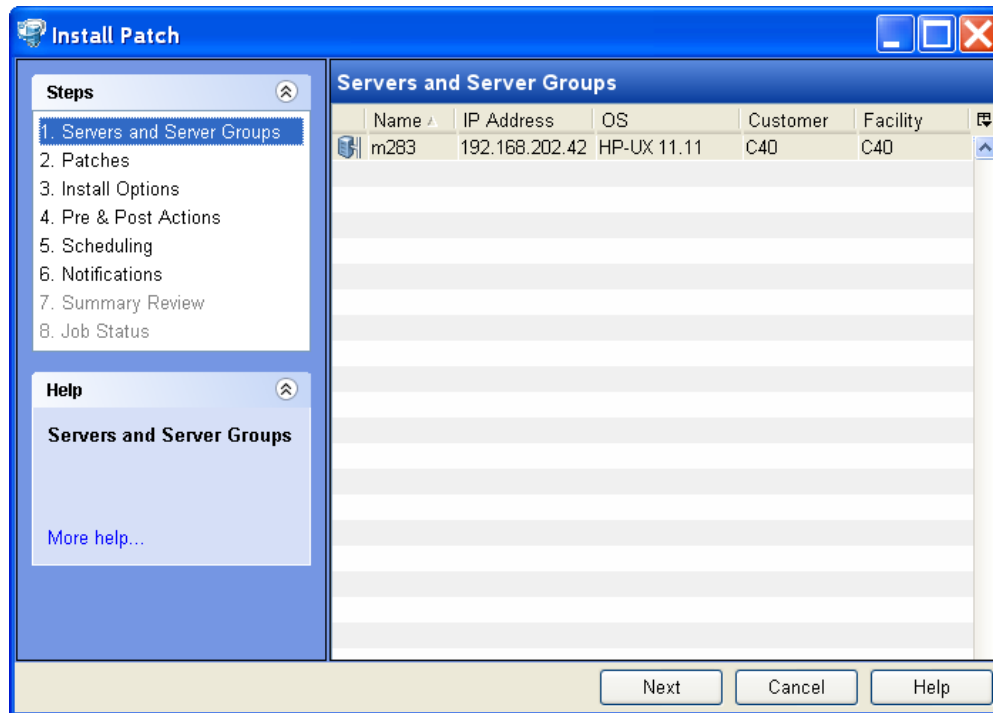 Install Patch
Steps
1. Servers and Server Groups
2. Patches
3. Install Options
4. Pre & Post Actions
5. Scheduling
6. Notifications
7. Summary Review
8. Job Status
Help
Servers and Server Groups
More help...
Servers and Server Groups
Name IP Address OS Customer Facility
m283 192.168.202.42 HP-UX 11.11 C40 C40
Next Cancel Help